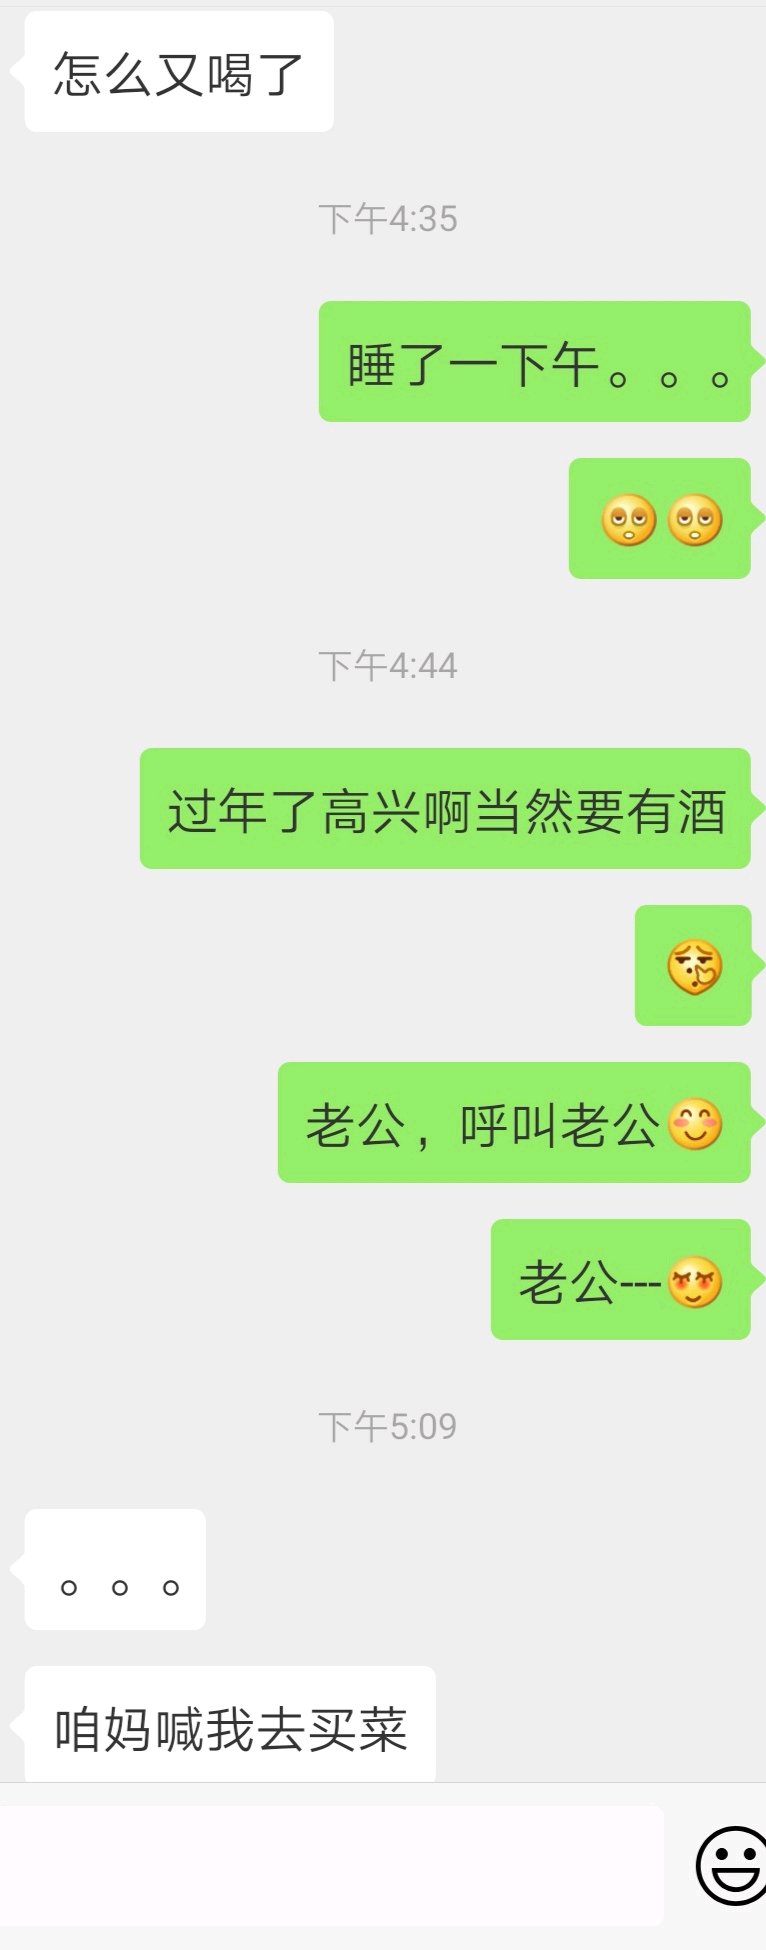 怎么又喝了
下午4:35
睡了一下午。。。
下午4:44
过年了高兴啊当然要有酒
老公，呼叫老公
老公---
下午5:09
。。。
咱妈喊我去买菜